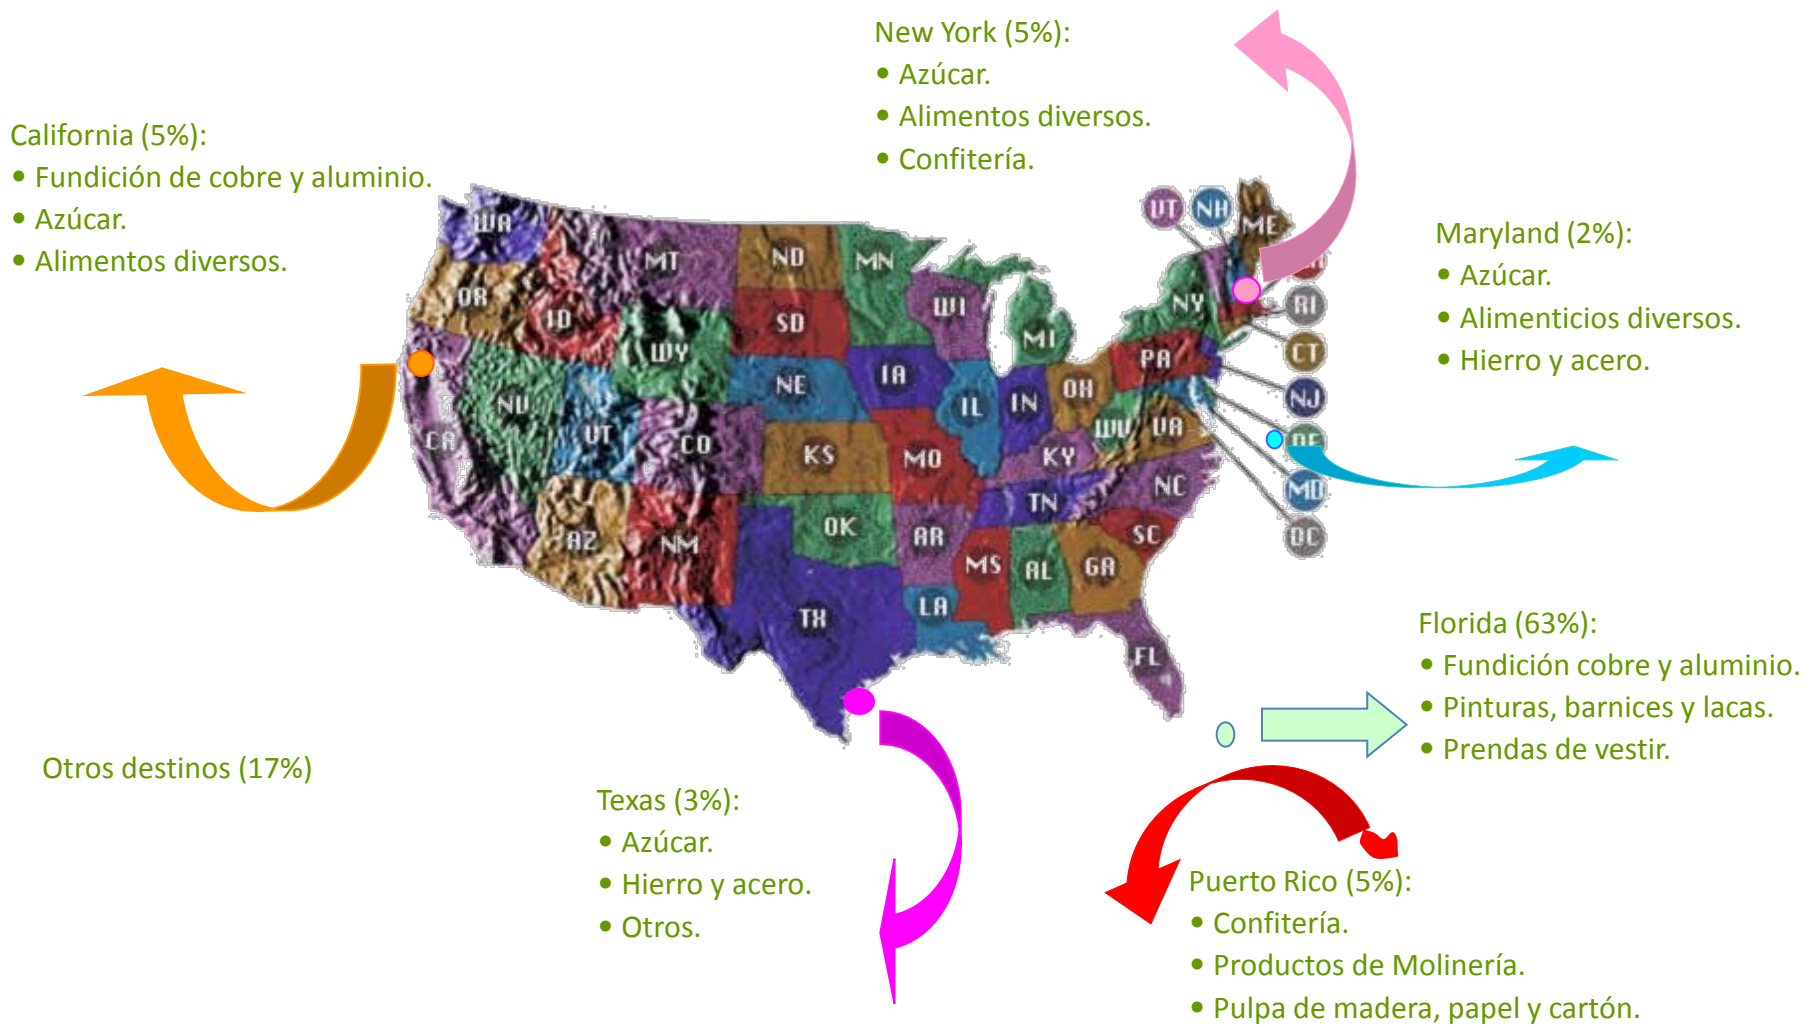 New York (5%):
• Azúcar.
• Alimentos diversos.
• Confitería.
California (5%):
• Fundición de cobre y aluminio.
• Azúcar.
• Alimentos diversos.
Maryland (2%):
• Azúcar.
• Alimenticios diversos.
• Hierro y acero.
WA
OR
CA
ID
NV
MT
WY
UT
AZ
CO
NM
ND
SD
NE
KS
OK
TX
MN
IA
MO
AR
LA
WI
IL
MI
IN
OH
KY
TN
MS
AL
GA
FL
SC
NC
VA
WV
PA
NY
VT
NH
ME
RI
CT
NJ
DE
MD
DC
Florida (63%):
• Fundición cobre y aluminio.
• Pinturas, barnices y lacas.
• Prendas de vestir.
Otros destinos (17%)
Texas (3%):
• Azúcar.
• Hierro y acero.
• Otros.
Puerto Rico (5%):
• Confitería.
• Productos de Molinería.
• Pulpa de madera, papel y cartón.